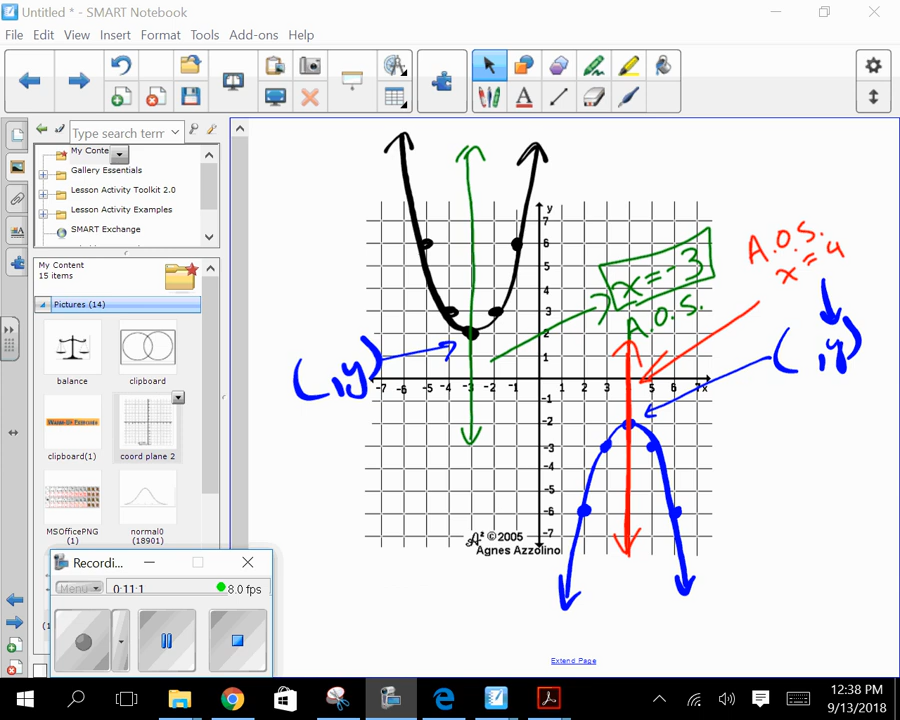 Untitled * - SMART Notebook
File Edit View Insert Format Tools Add-ons Help
Type search term
My Conte
Gallery Essentials
Lesson Activity Toolkit 2.0
Lesson Activity Examples
SMART Exchange
My Content
15 items
Pictures (14)
balance
clipboard
clipboard(1)
coord plane 2
MSOfficePNG
(1)
normal0
(18901)
(1
y
7
6
5
4
3
2
1
-7 -6 -5 -4 -3 -2 -1 1 2 3 4 5 6 7x
-1
-2
-3
-4
-5
-6
-7
x = -3
A.O.S.
A.O.S.
x = 4
( , y)
( , y)
A² © 2005
Agnes Azzolino
Extend Page
Recordi...
Menu
0:11:1
8.0 fps
12:38 PM
9/13/2018